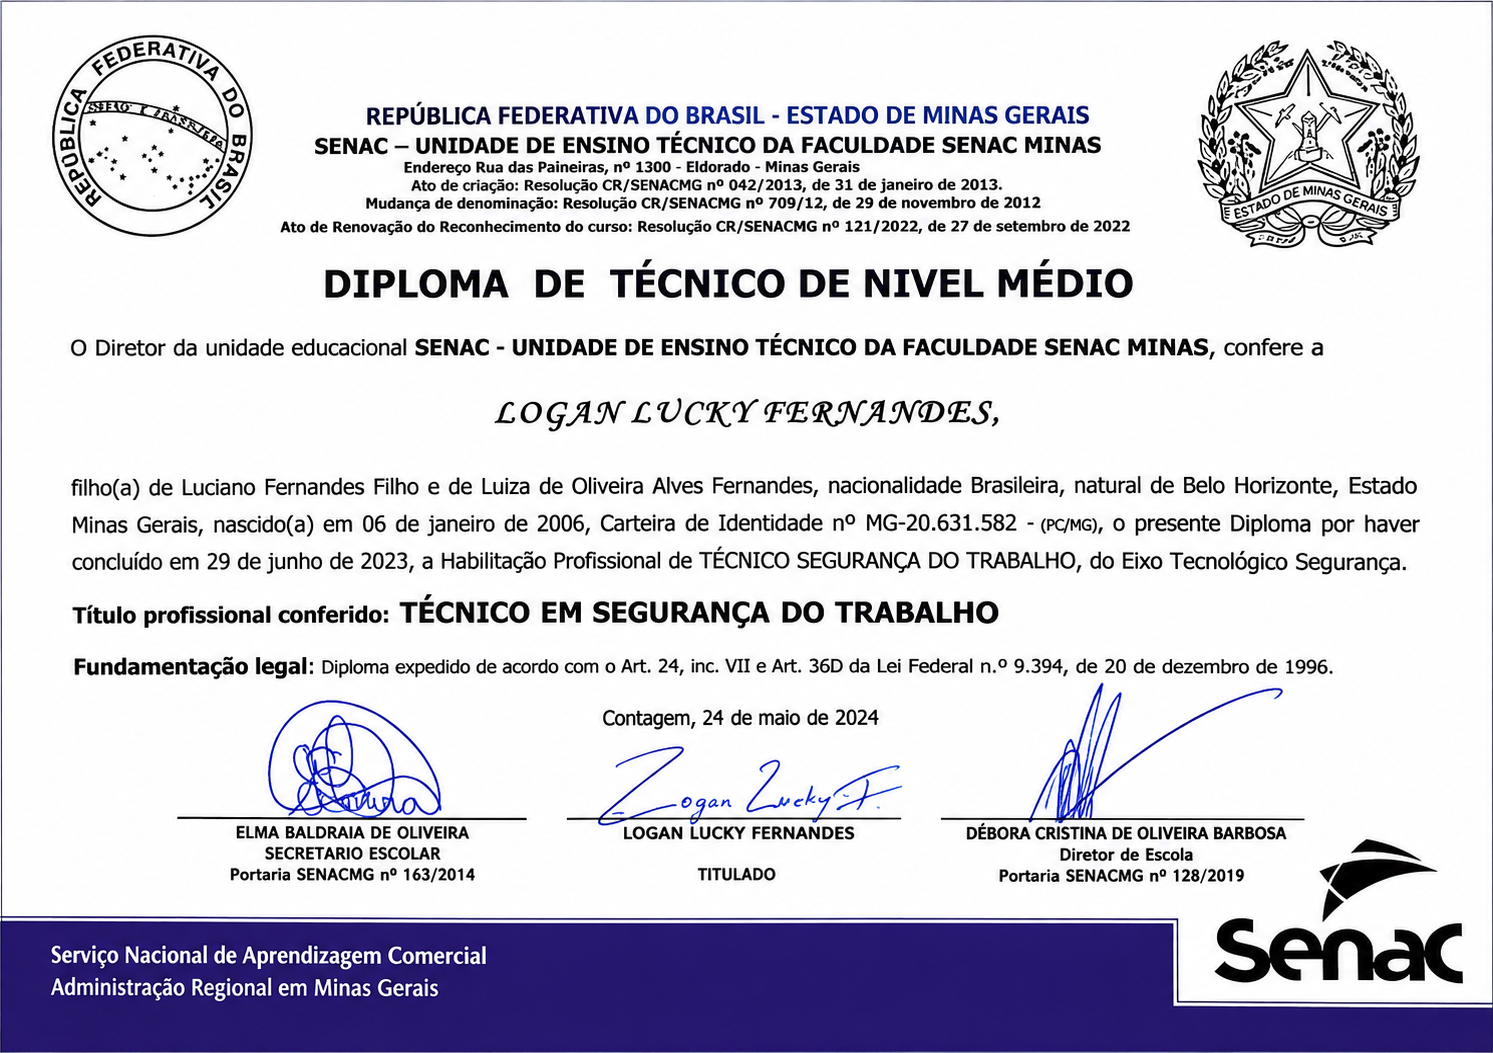 REPÚBLICA FEDERATIVA DO BRASIL
REPÚBLICA FEDERATIVA DO BRASIL - ESTADO DE MINAS GERAIS
SENAC – UNIDADE DE ENSINO TÉCNICO DA FACULDADE SENAC MINAS
Endereço Rua das Paineiras, nº 1300 - Eldorado - Minas Gerais
Ato de criação: Resolução CR/SENACMG nº 042/2013, de 31 de janeiro de 2013.
Mudança de denominação: Resolução CR/SENACMG nº 709/12, de 29 de novembro de 2012
Ato de Renovação do Reconhecimento do curso: Resolução CR/SENACMG nº 121/2022, de 27 de setembro de 2022
ESTADO DE MINAS GERAIS
DIPLOMA DE TÉCNICO DE NIVEL MÉDIO
O Diretor da unidade educacional SENAC - UNIDADE DE ENSINO TÉCNICO DA FACULDADE SENAC MINAS, confere a
LOGAN LUCKY FERNANDES,
filho(a) de Luciano Fernandes Filho e de Luiza de Oliveira Alves Fernandes, nacionalidade Brasileira, natural de Belo Horizonte, Estado
Minas Gerais, nascido(a) em 06 de janeiro de 2006, Carteira de Identidade nº MG-20.631.582 - (PC/MG), o presente Diploma por haver
concluído em 29 de junho de 2023, a Habilitação Profissional de TÉCNICO SEGURANÇA DO TRABALHO, do Eixo Tecnológico Segurança.
Título profissional conferido: TÉCNICO EM SEGURANÇA DO TRABALHO
Fundamentação legal: Diploma expedido de acordo com o Art. 24, inc. VII e Art. 36D da Lei Federal n.º 9.394, de 20 de dezembro de 1996.
Contagem, 24 de maio de 2024
Logan Lucky F.
ELMA BALDRAIA DE OLIVEIRA
SECRETARIO ESCOLAR
Portaria SENACMG nº 163/2014
LOGAN LUCKY FERNANDES
TITULADO
DÉBORA CRISTINA DE OLIVEIRA BARBOSA
Diretor de Escola
Portaria SENACMG nº 128/2019
Serviço Nacional de Aprendizagem Comercial
Administração Regional em Minas Gerais
Senac